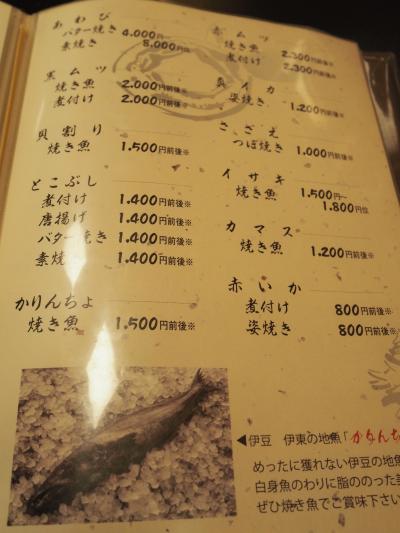 あわび
バター焼き 4.000円〜
素焼き 8.000円位
黒ムツ
焼き魚 2.000円前後※
煮付け 2.000円前後※
貝割り
焼き魚 1.500円前後※
とこぶし
煮付け 1.400円前後※
唐揚げ 1.400円前後※
バター焼き 1.400円前後※
素焼 1.400円前後※
かりんちょ
焼き魚 1.500円前後※
赤ムツ
焼き魚 2.300円前後※
煮付け 2.300円前後※
真イカ
姿焼き 1.200円前後※
さざえ
つぼ焼き 1.000円前後※
イサキ
焼き魚 1.500円〜
1.800円位
カマス
焼き魚 1.200円前後※
赤いか
煮付け 800円前後※
姿焼き 800円前後※
◀伊豆 伊東の地魚「かりんち
めったに獲れない伊豆の地魚
白身魚のわりに脂ののった
ぜひ焼き魚でご賞味下さい